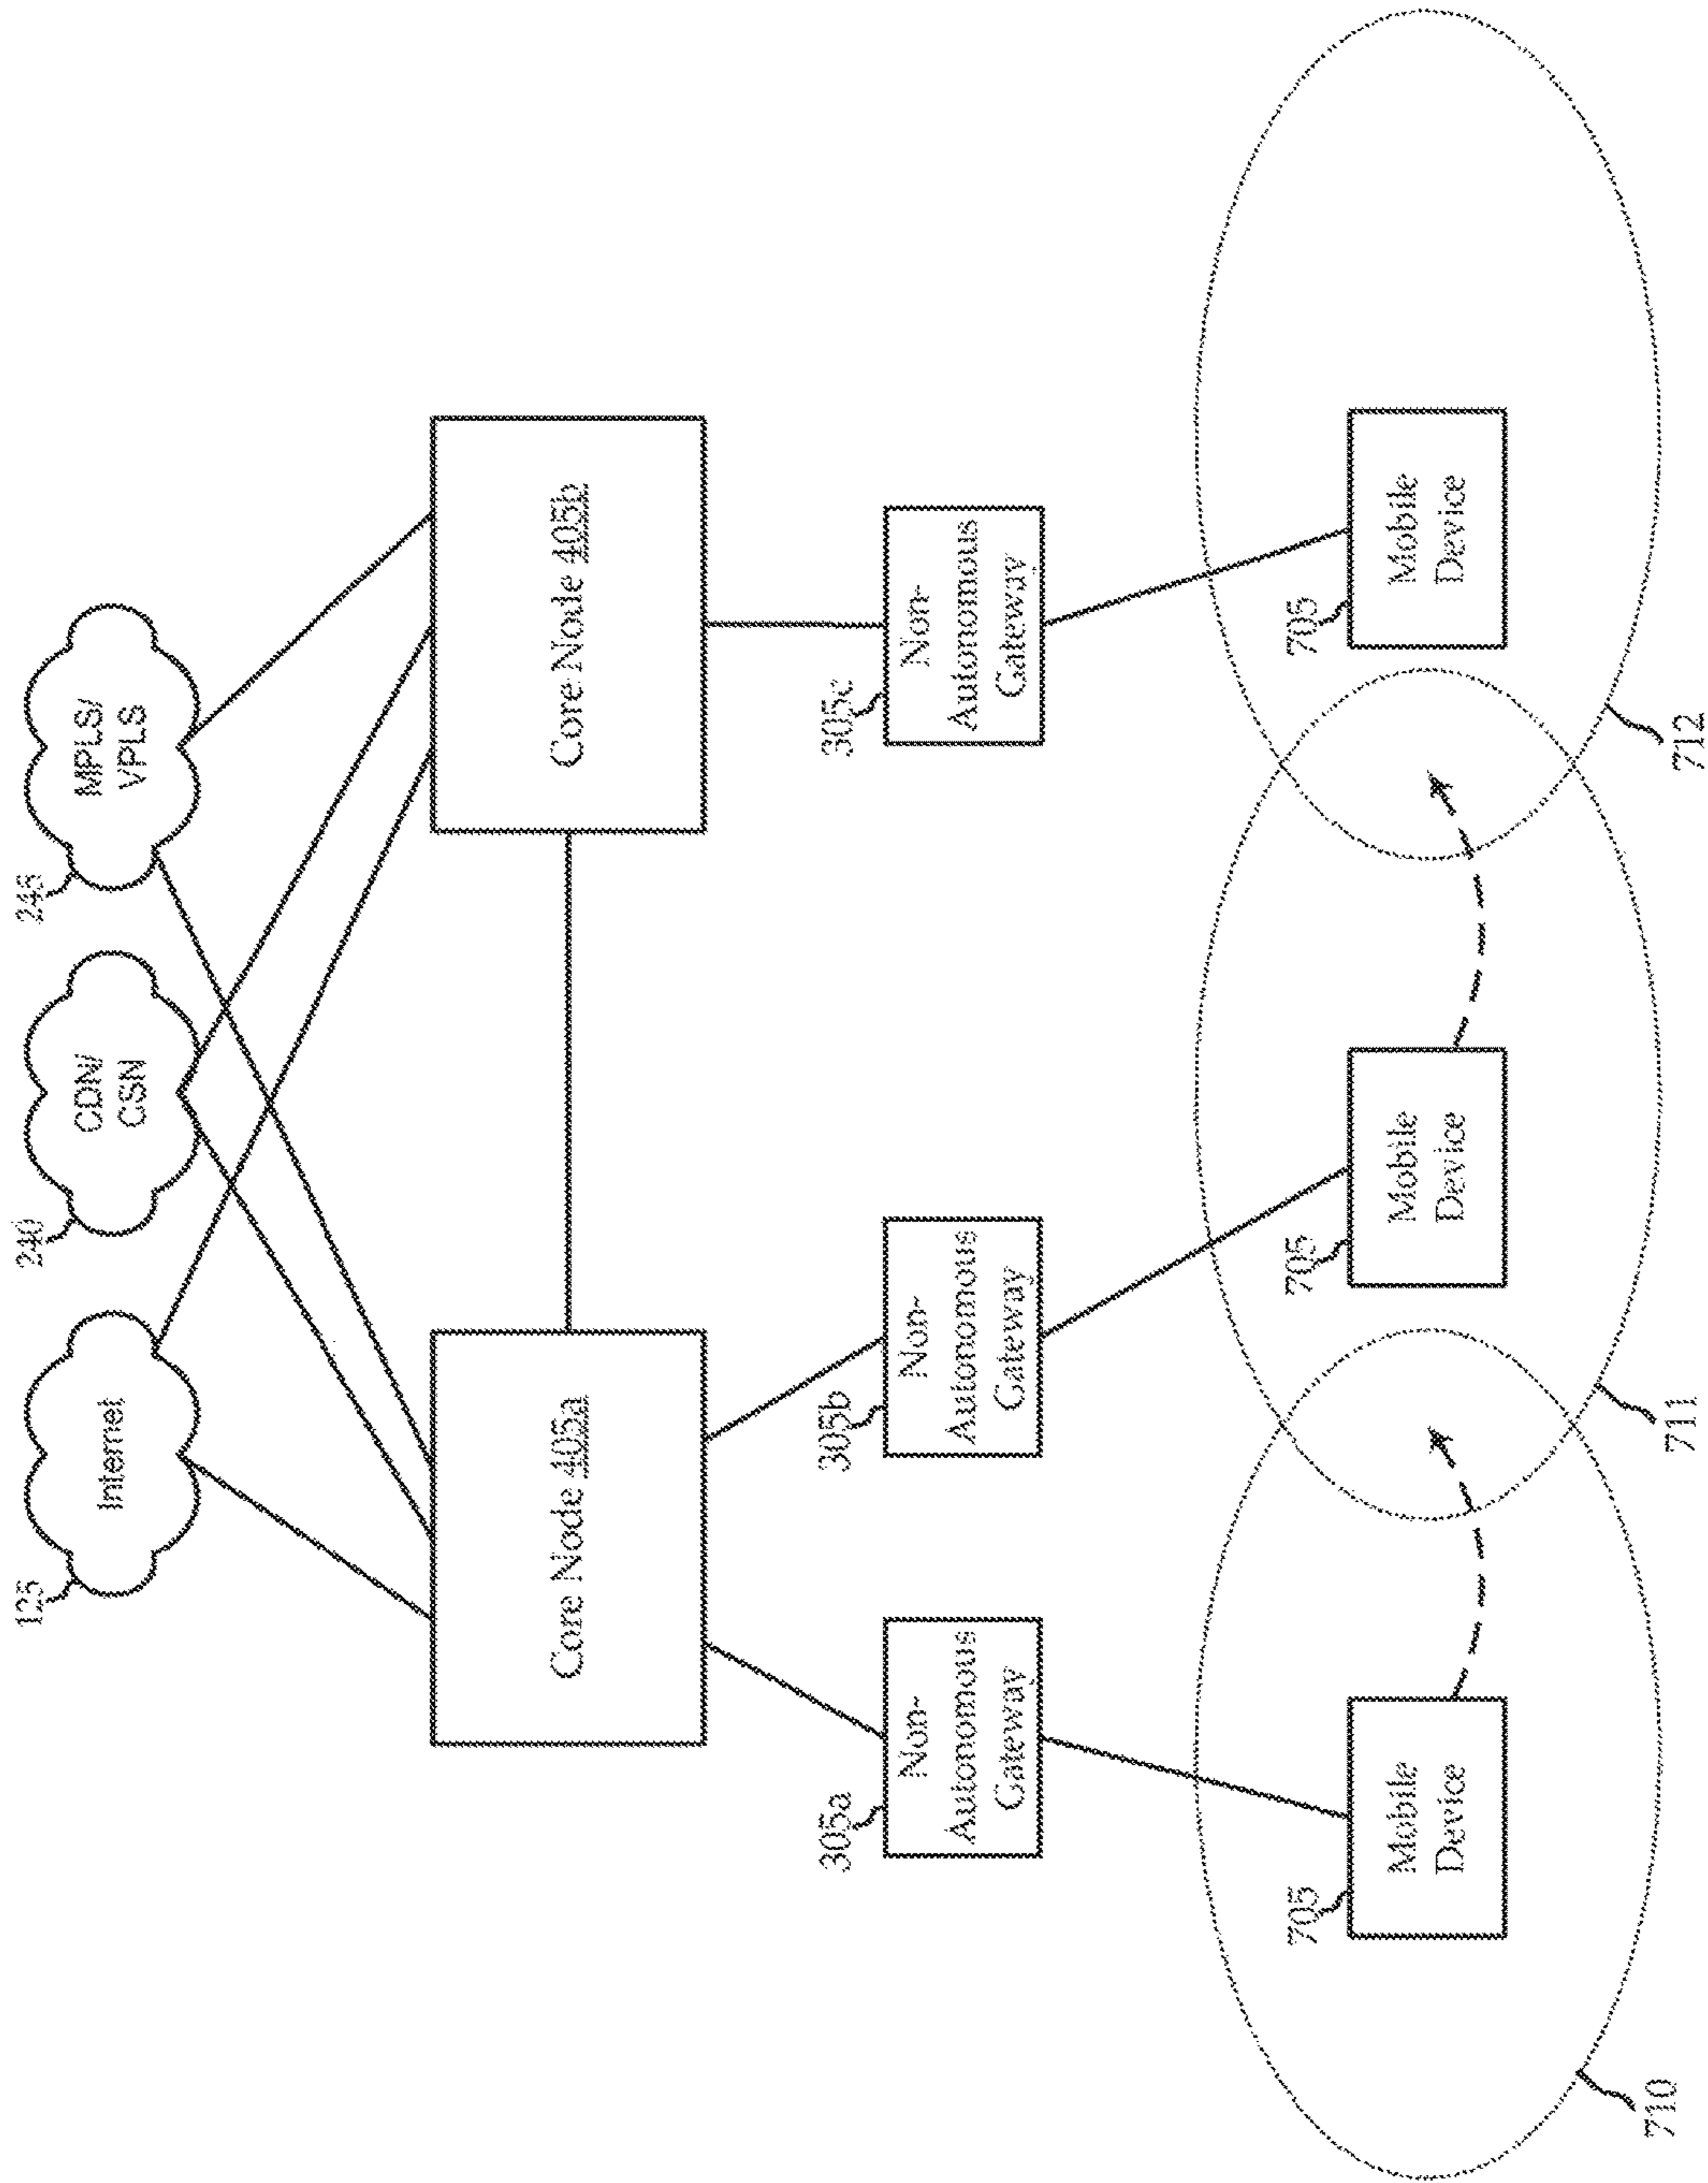 125
Internet
240
CDN/
CSN
245
MPLS/
VPLS
Core Node 405a
Core Node 405b
305a
Non-
Autonomous
Gateway
305b
Non-
Autonomous
Gateway
305c
Non-
Autonomous
Gateway
705
Mobile
Device
705
Mobile
Device
705
Mobile
Device
710
711
712